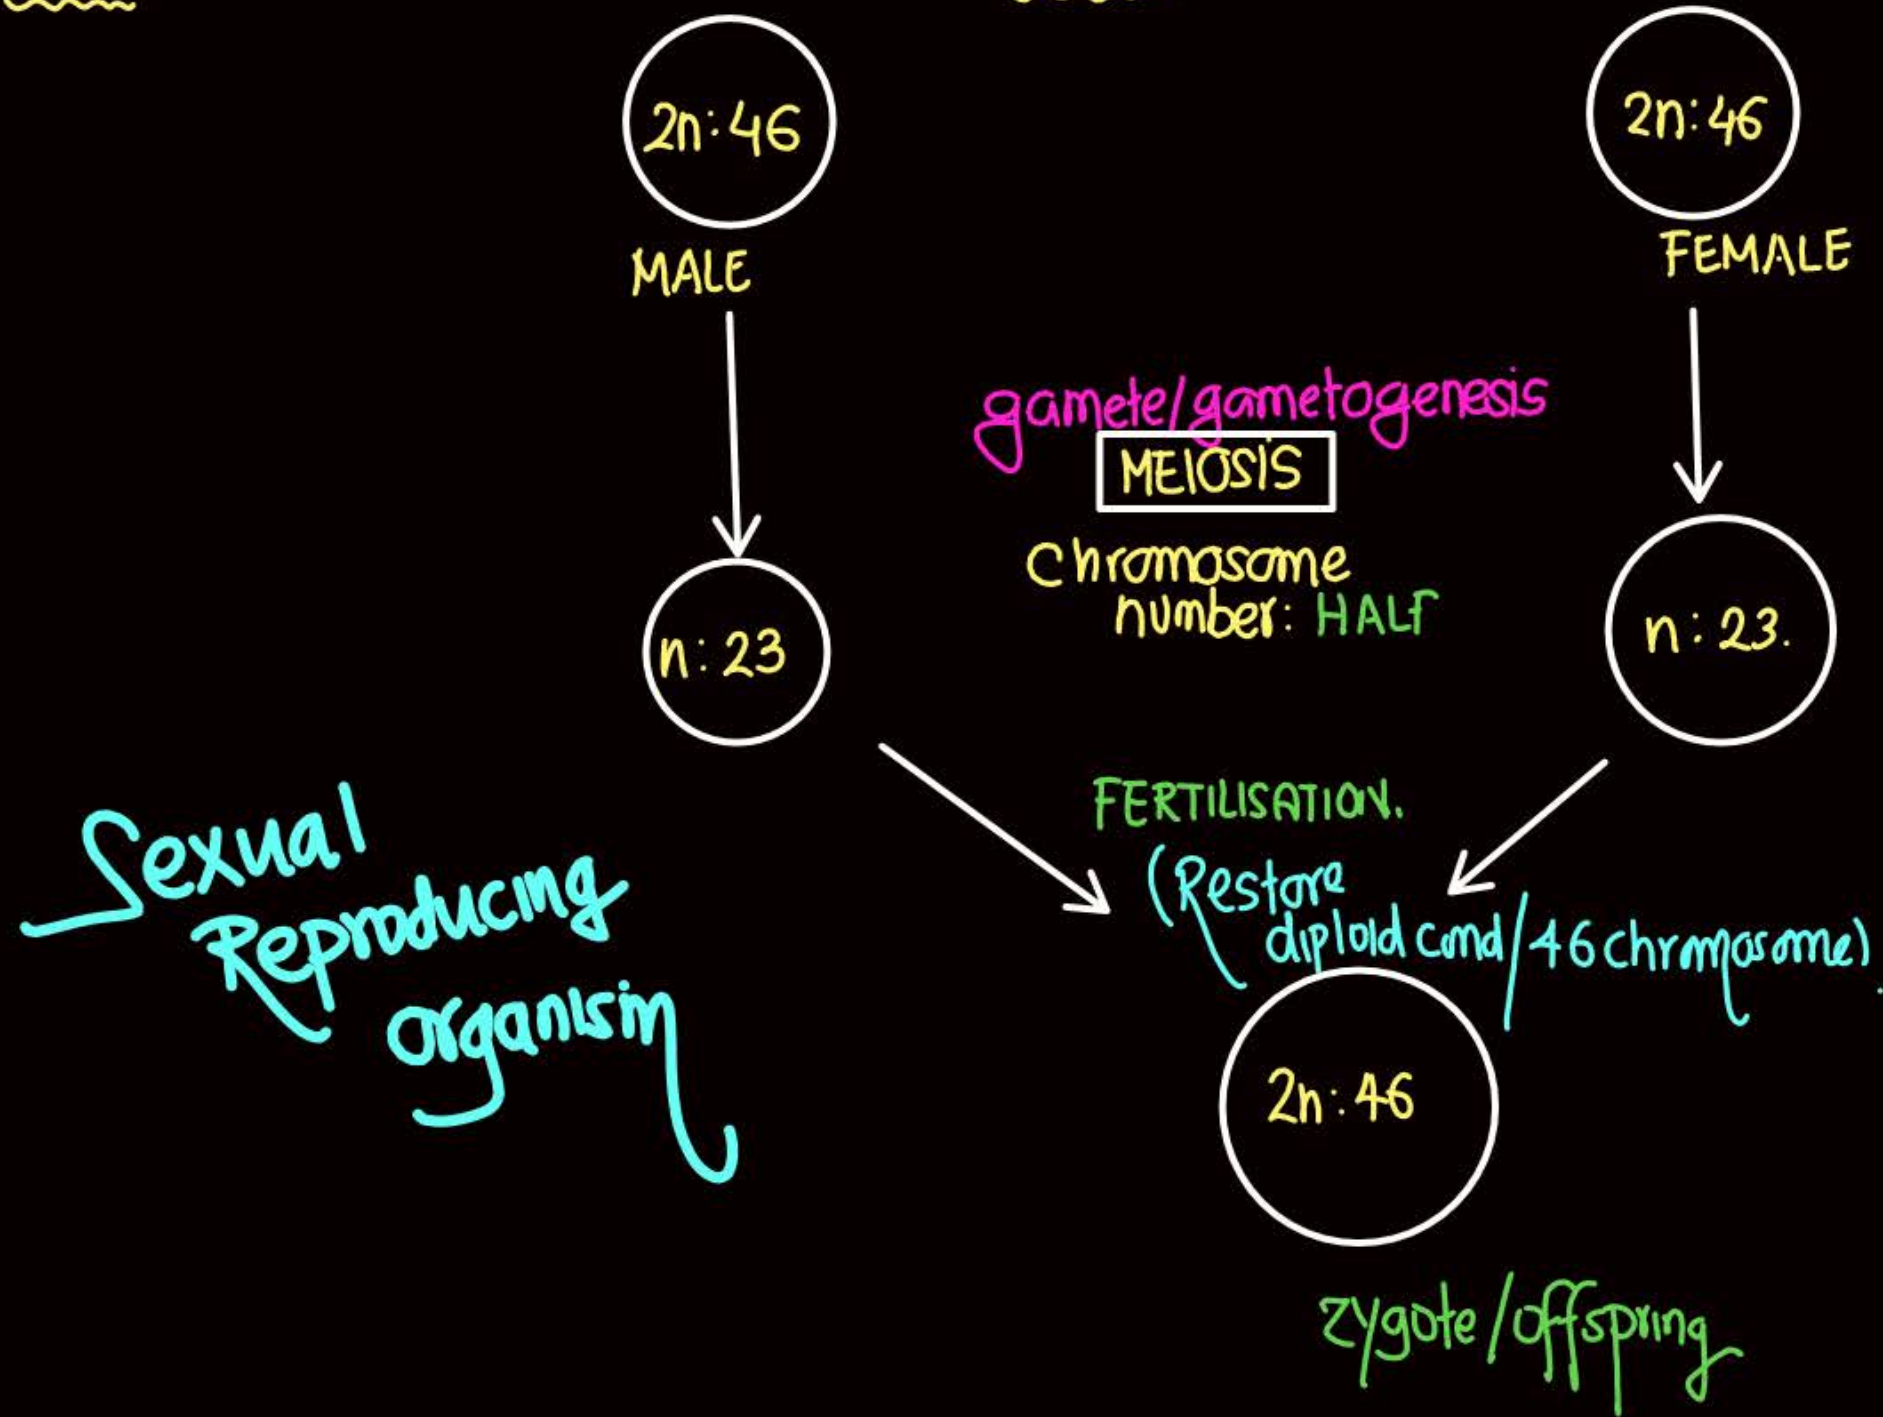 2n:46
2n:46
MALE
FEMALE
gamete/gametogenesis
MEIOSIS
Chromosome
number: HALF
n:23
n:23.
FERTILISATION.
(Restore
diploid cond/46 chromosome)
Sexual
Reproducing
organism
2n:46
zygote/offspring